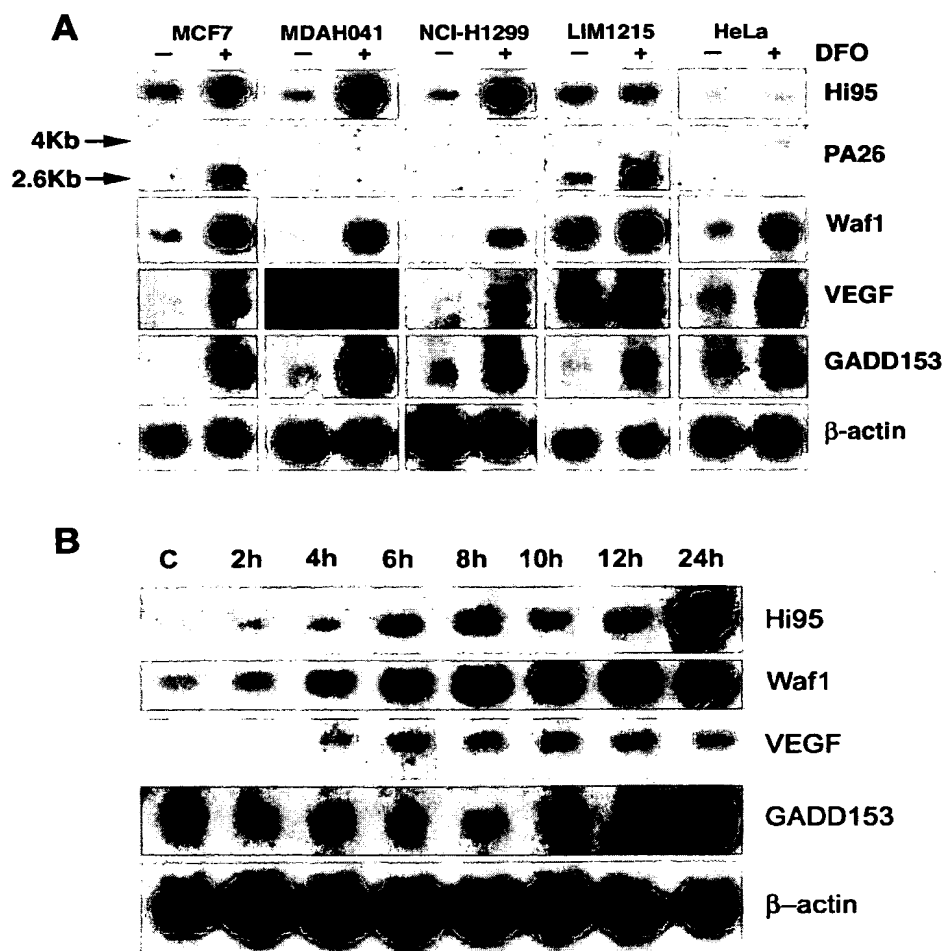 A
MCF7 MDAH041 NCI-H1299 LIM1215 HeLa
− + − + − + − + − + DFO
Hi95
4Kb
PA26
2.6Kb
Waf1
VEGF
GADD153
β-actin
B
C 2h 4h 6h 8h 10h 12h 24h
Hi95
Waf1
VEGF
GADD153
β–actin